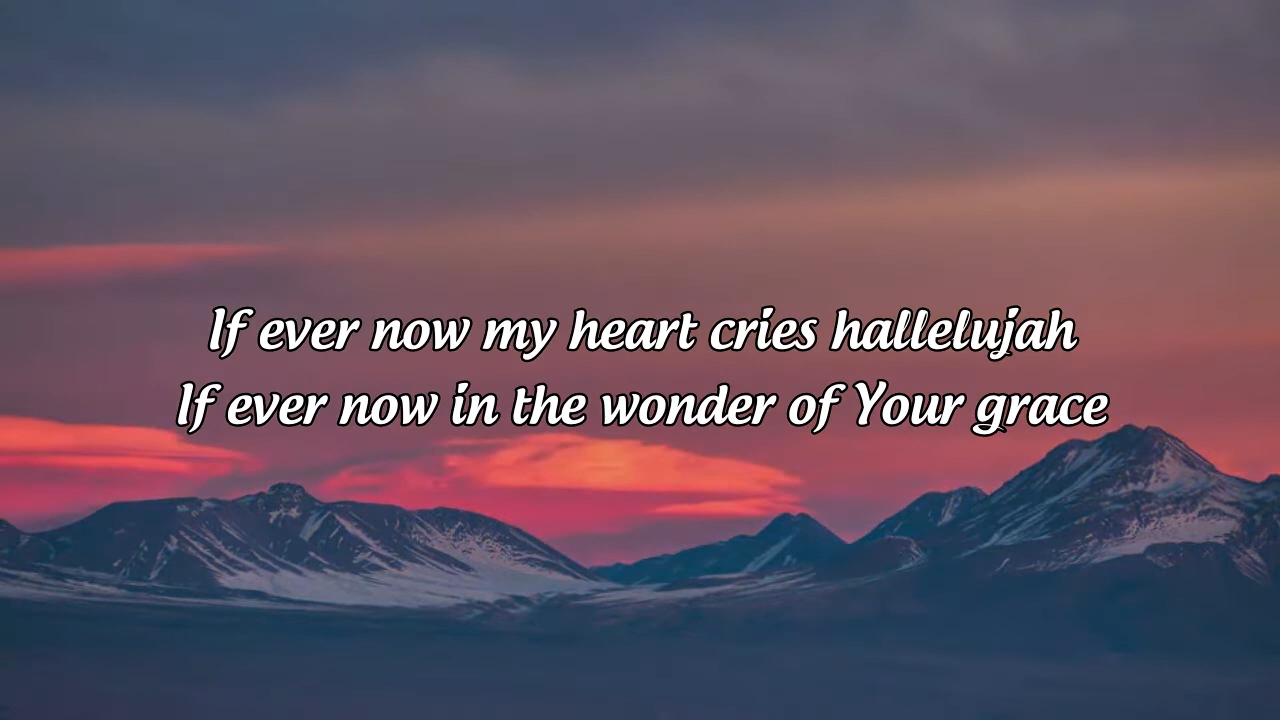 If ever now my heart cries hallelujah
If ever now in the wonder of Your grace